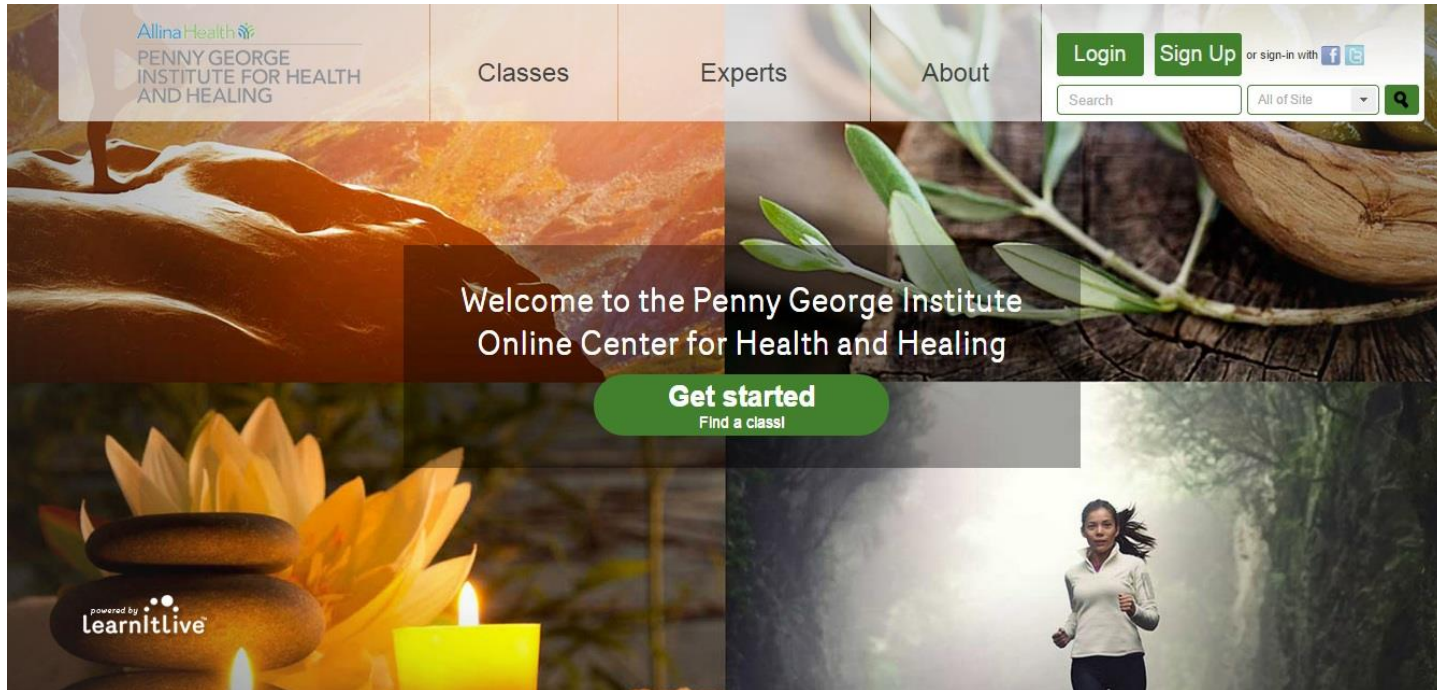 Allina Health
PENNY GEORGE
INSTITUTE FOR HEALTH
AND HEALING
Classes
Experts
About
Login
Sign Up
or sign-in with
Search
All of Site
Welcome to the Penny George Institute
Online Center for Health and Healing
Get started
Find a class!
powered by
LearnItLive™